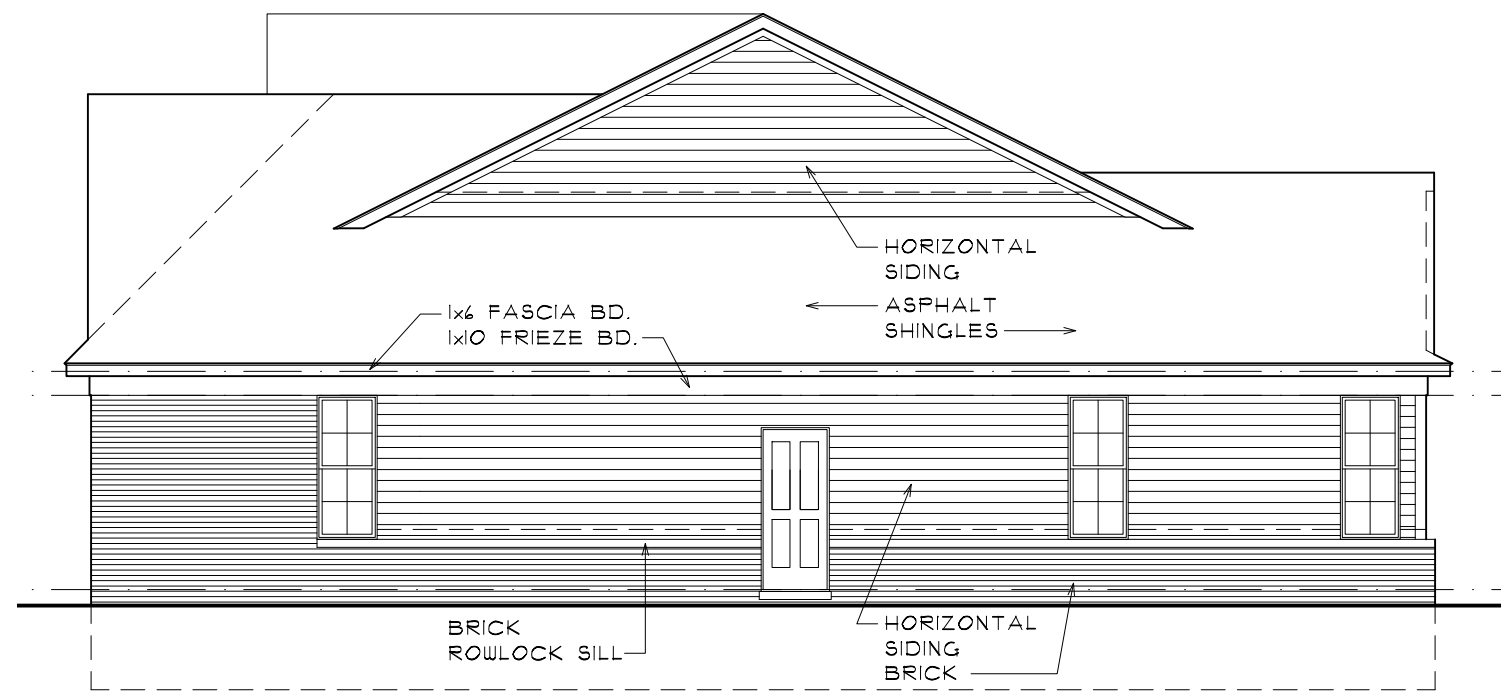 HORIZONTAL
SIDING
ASPHALT
SHINGLES
1x6 FASCIA BD.
1x10 FRIEZE BD.
BRICK
ROWLOCK SILL
HORIZONTAL
SIDING
BRICK